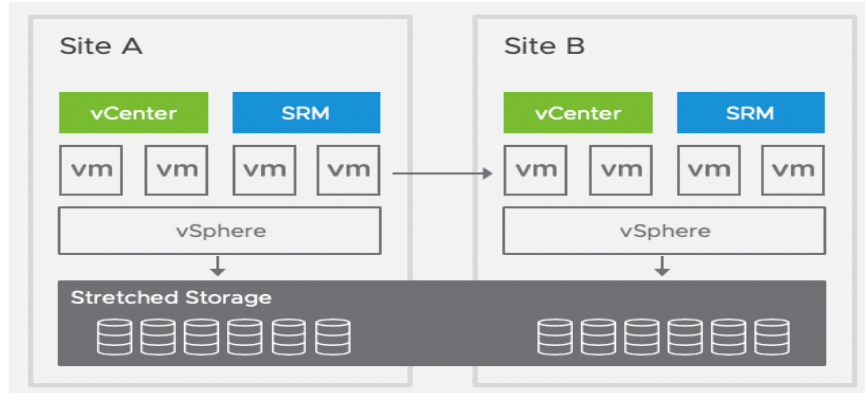 Site A
Site B
vCenter
SRM
vCenter
SRM
vm
vm
vm
vm
vm
vm
vm
vm
vSphere
vSphere
Stretched Storage